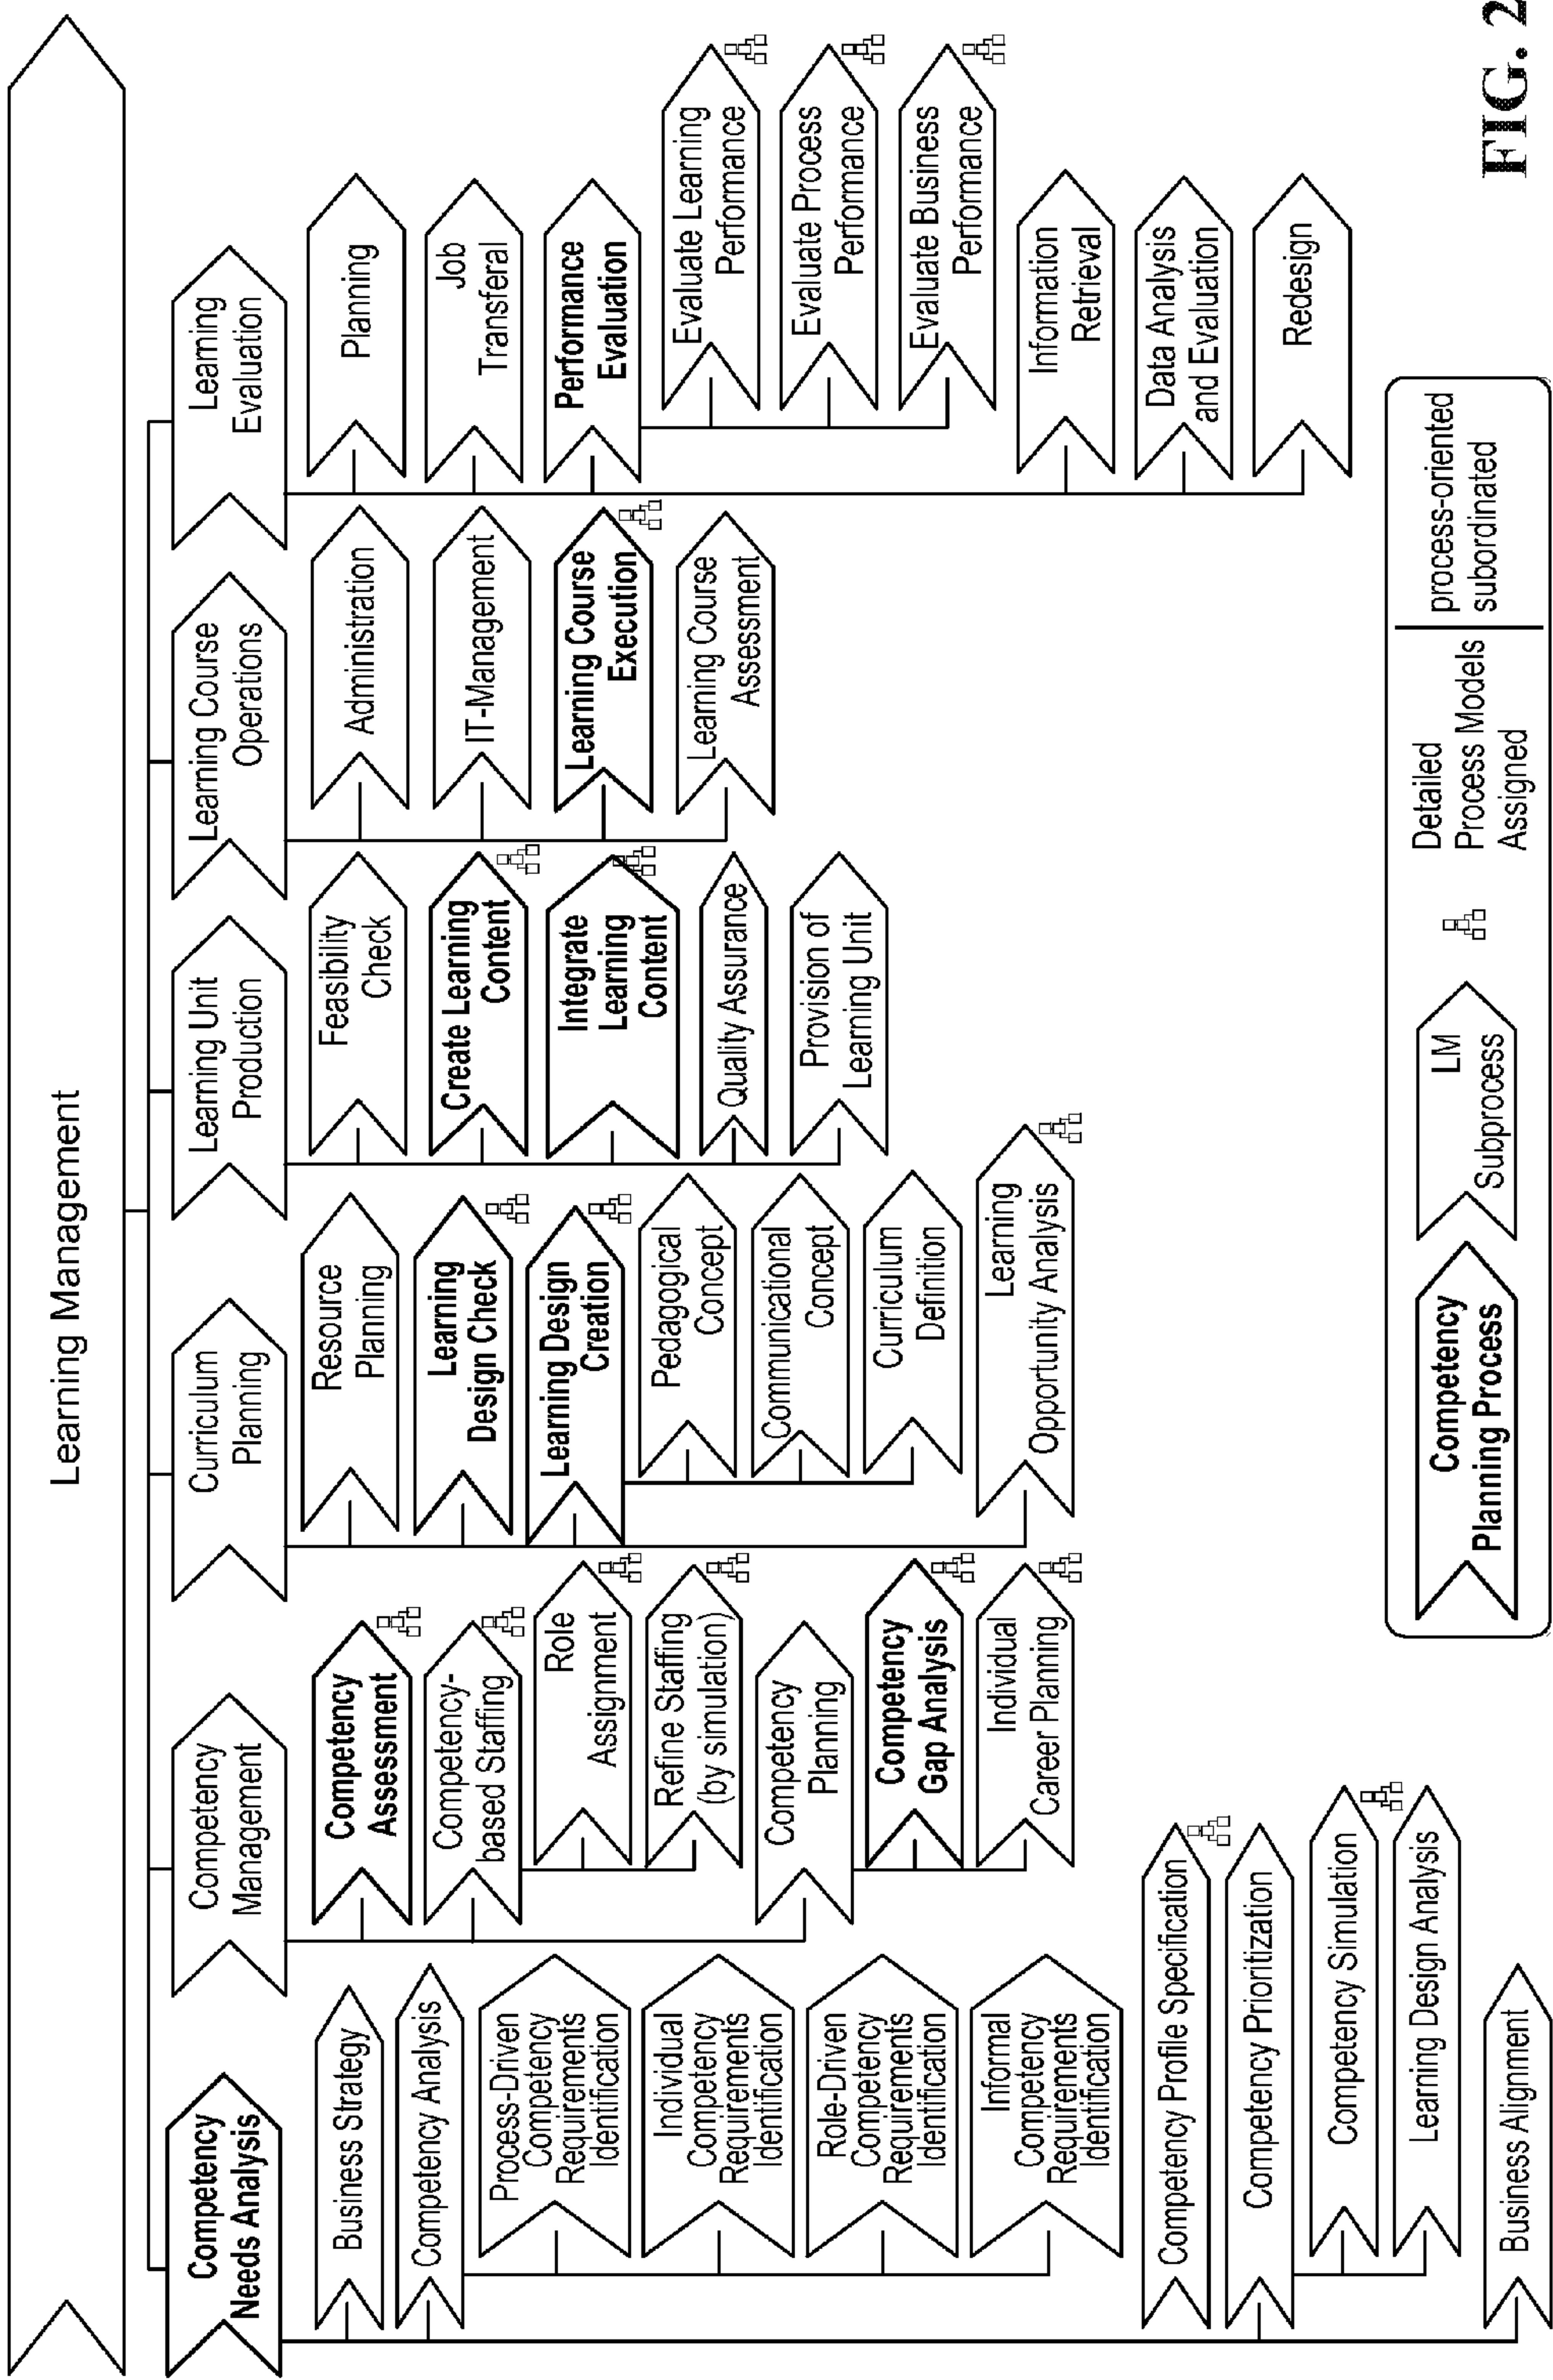 Learning Management
Competency
Needs Analysis
Business Strategy
Competency Analysis
Process-Driven
Competency
Requirements
Identification
Individual
Competency
Requirements
Identification
Role-Driven
Competency
Requirements
Identification
Informal
Competency
Requirements
Identification
Competency Profile Specification
Competency Prioritization
Competency Simulation
Learning Design Analysis
Business Alignment
Competency
Management
Competency
Assessment
Competency-
based Staffing
Role
Assignment
Refine Staffing
(by simulation)
Competency
Planning
Competency
Gap Analysis
Individual
Career Planning
Curriculum
Planning
Resource
Planning
Learning
Design Check
Learning Design
Creation
Pedagogical
Concept
Communicational
Concept
Curriculum
Definition
Learning
Opportunity Analysis
Learning Unit
Production
Feasibility
Check
Create Learning
Content
Integrate
Learning
Content
Quality Assurance
Provision of
Learning Unit
Learning Course
Operations
Administration
IT-Management
Learning Course
Execution
Learning Course
Assessment
Learning
Evaluation
Planning
Job
Transferal
Performance
Evaluation
Evaluate Learning
Performance
Evaluate Process
Performance
Evaluate Business
Performance
Information
Retrieval
Data Analysis
and Evaluation
Redesign
Competency
Planning Process
LM
Subprocess
Detailed
Process Models
Assigned
process-oriented
subordinated
FIG. 2